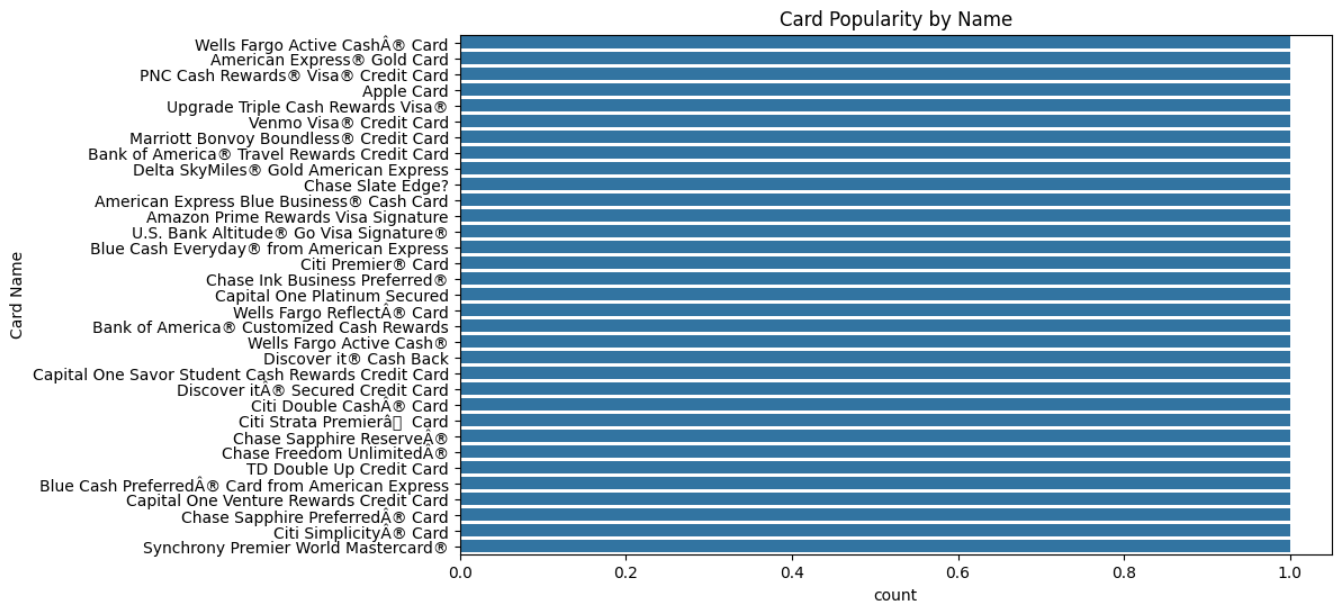 Card Popularity by Name
Wells Fargo Active CashÂ® Card
American Express® Gold Card
PNC Cash Rewards® Visa® Credit Card
Apple Card
Upgrade Triple Cash Rewards Visa®
Venmo Visa® Credit Card
Marriott Bonvoy Boundless® Credit Card
Bank of America® Travel Rewards Credit Card
Delta SkyMiles® Gold American Express
Chase Slate Edge?
American Express Blue Business® Cash Card
Amazon Prime Rewards Visa Signature
U.S. Bank Altitude® Go Visa Signature®
Blue Cash Everyday® from American Express
Citi Premier® Card
Chase Ink Business Preferred®
Capital One Platinum Secured
Wells Fargo ReflectÂ® Card
Bank of America® Customized Cash Rewards
Wells Fargo Active Cash®
Discover it® Cash Back
Capital One Savor Student Cash Rewards Credit Card
Discover itÂ® Secured Credit Card
Citi Double CashÂ® Card
Citi Strata Premierâ▯ Card
Chase Sapphire ReserveÂ®
Chase Freedom UnlimitedÂ®
TD Double Up Credit Card
Blue Cash PreferredÂ® Card from American Express
Capital One Venture Rewards Credit Card
Chase Sapphire PreferredÂ® Card
Citi SimplicityÂ® Card
Synchrony Premier World Mastercard®
Card Name
0.0 0.2 0.4 0.6 0.8 1.0
count